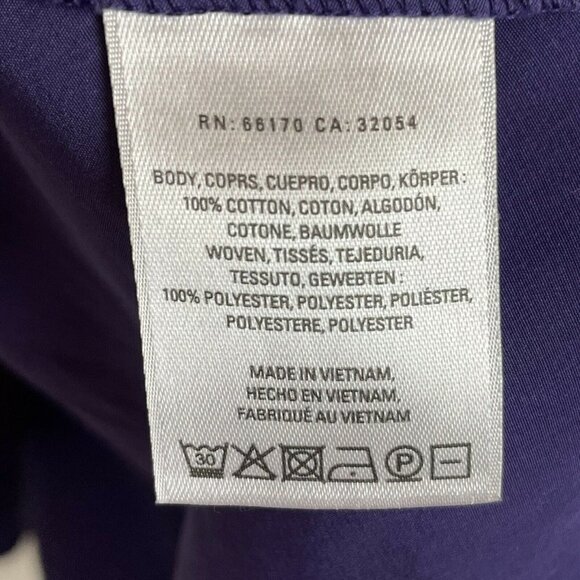 RN: 66170 CA: 32054
BODY, COPRS, CUEPRO, CORPO, KÖRPER :
100% COTTON, COTON, ALGODÓN,
COTONE, BAUMWOLLE
WOVEN, TISSÉS, TEJEDURIA,
TESSUTO, GEWEBTEN :
100% POLYESTER, POLYESTER, POLIÉSTER,
POLYESTERE, POLYESTER
MADE IN VIETNAM,
HECHO EN VIETNAM,
FABRIQUÉ AU VIETNAM
30 P